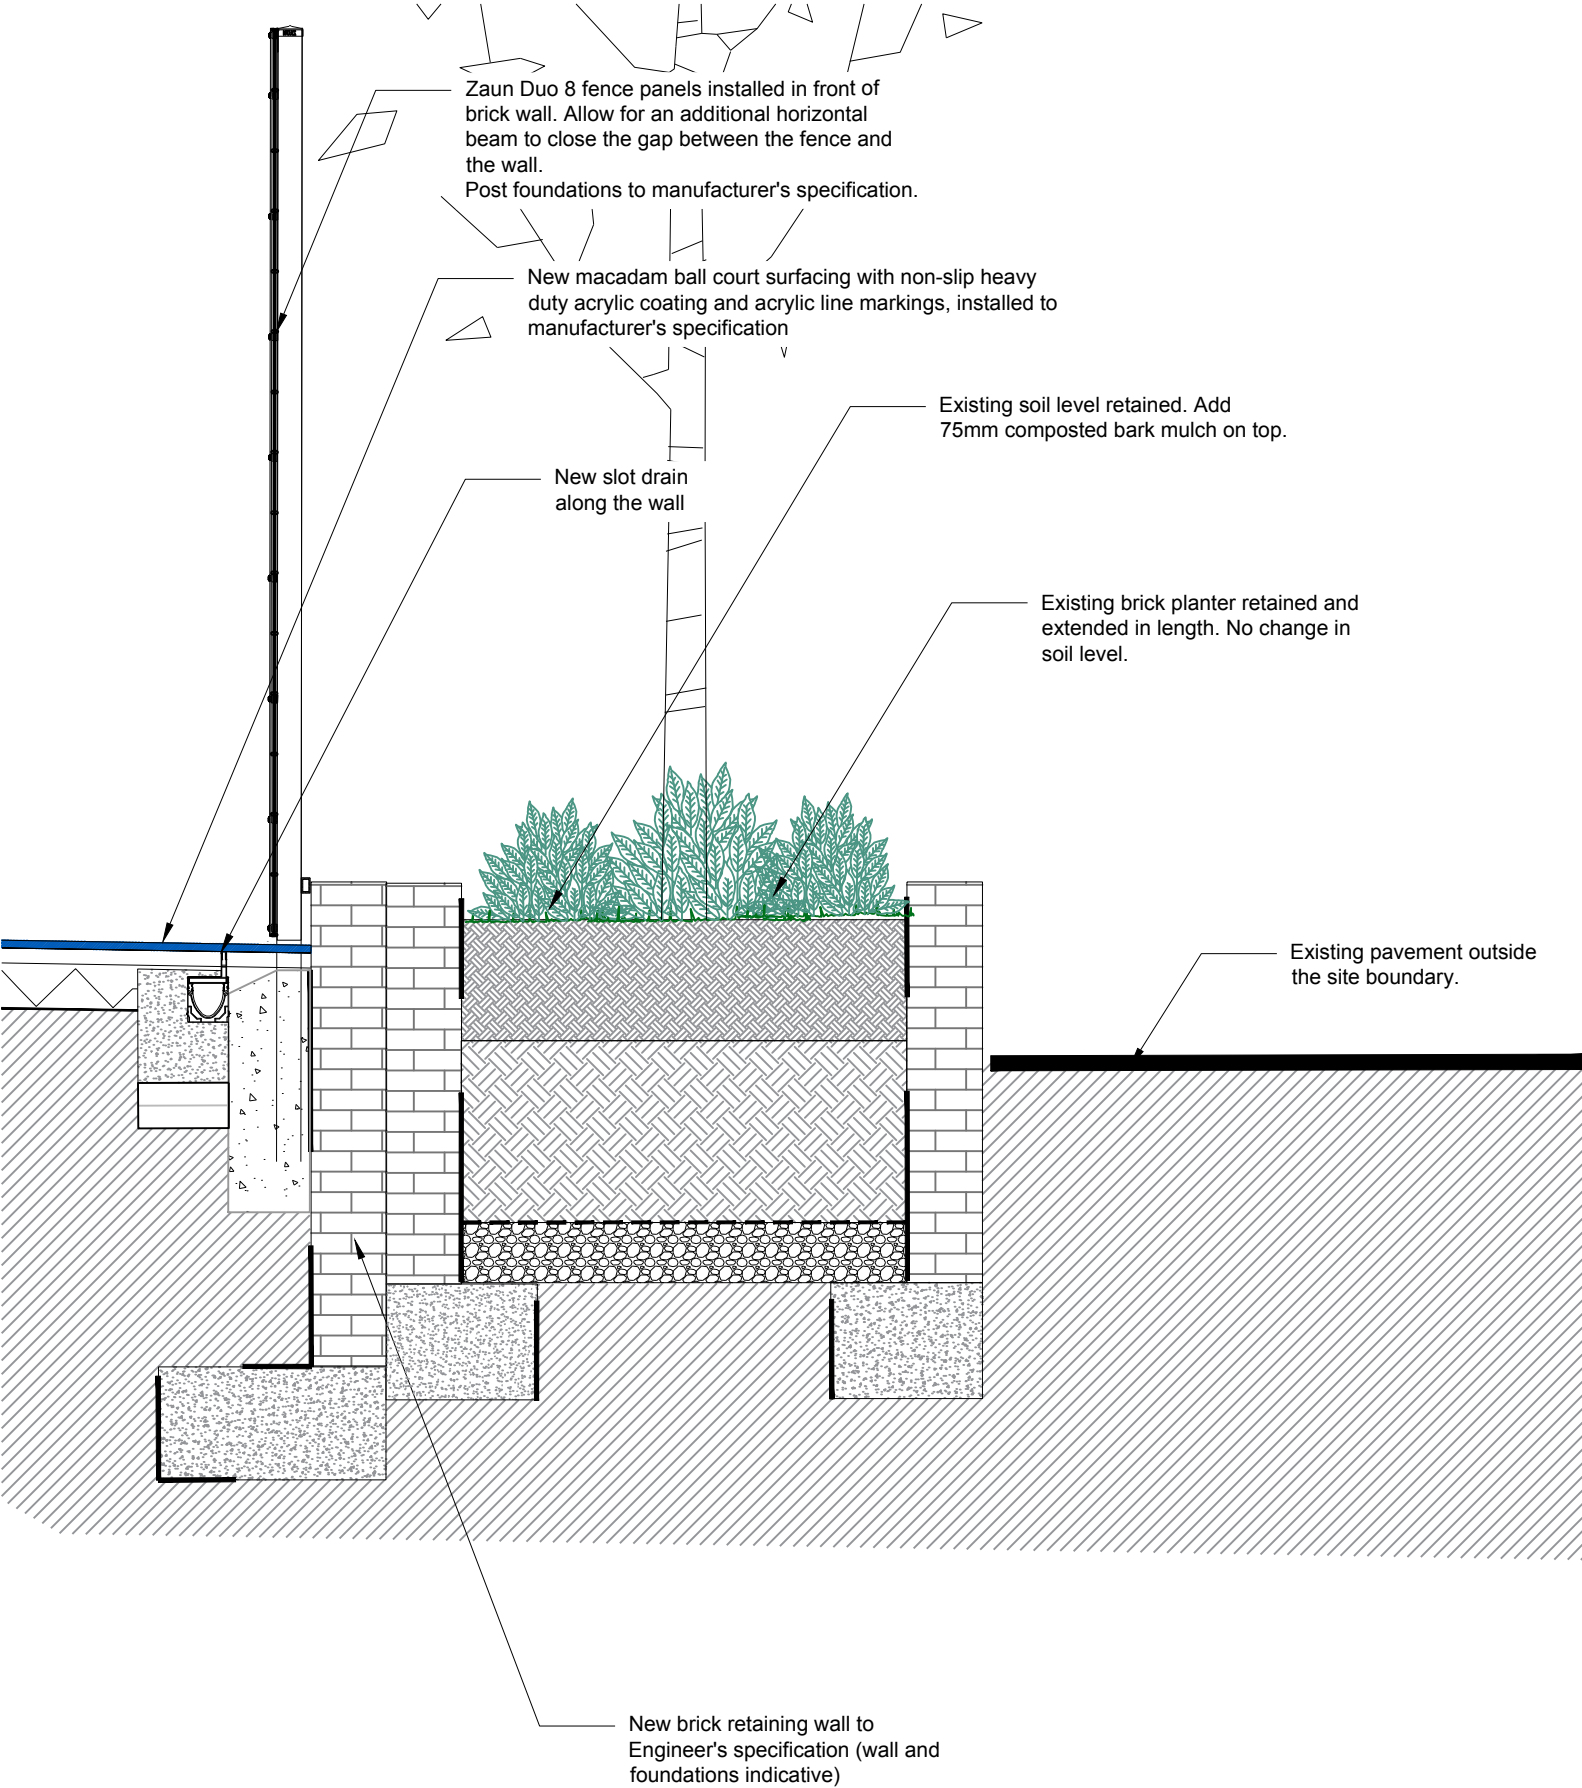 Zaun Duo 8 fence panels installed in front of
brick wall. Allow for an additional horizontal
beam to close the gap between the fence and
the wall.
Post foundations to manufacturer's specification.
New macadam ball court surfacing with non-slip heavy
duty acrylic coating and acrylic line markings, installed to
manufacturer's specification
Existing soil level retained. Add
75mm composted bark mulch on top.
New slot drain
along the wall
Existing brick planter retained and
extended in length. No change in
soil level.
Existing pavement outside
the site boundary.
New brick retaining wall to
Engineer's specification (wall and
foundations indicative)